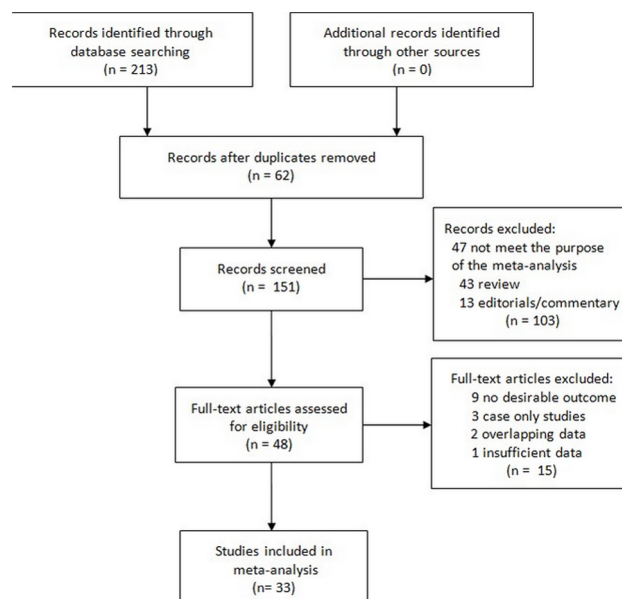 Records identified through
database searching
(n = 213)
Additional records identified
through other sources
(n = 0)
Records after duplicates removed
(n = 62)
Records screened
(n = 151)
Records excluded:
47 not meet the purpose
of the meta-analysis
43 review
13 editorials/commentary
(n = 103)
Full-text articles assessed
for eligibility
(n = 48)
Full-text articles excluded:
9 no desirable outcome
3 case only studies
2 overlapping data
1 insufficient data
(n = 15)
Studies included in
meta-analysis
(n= 33)